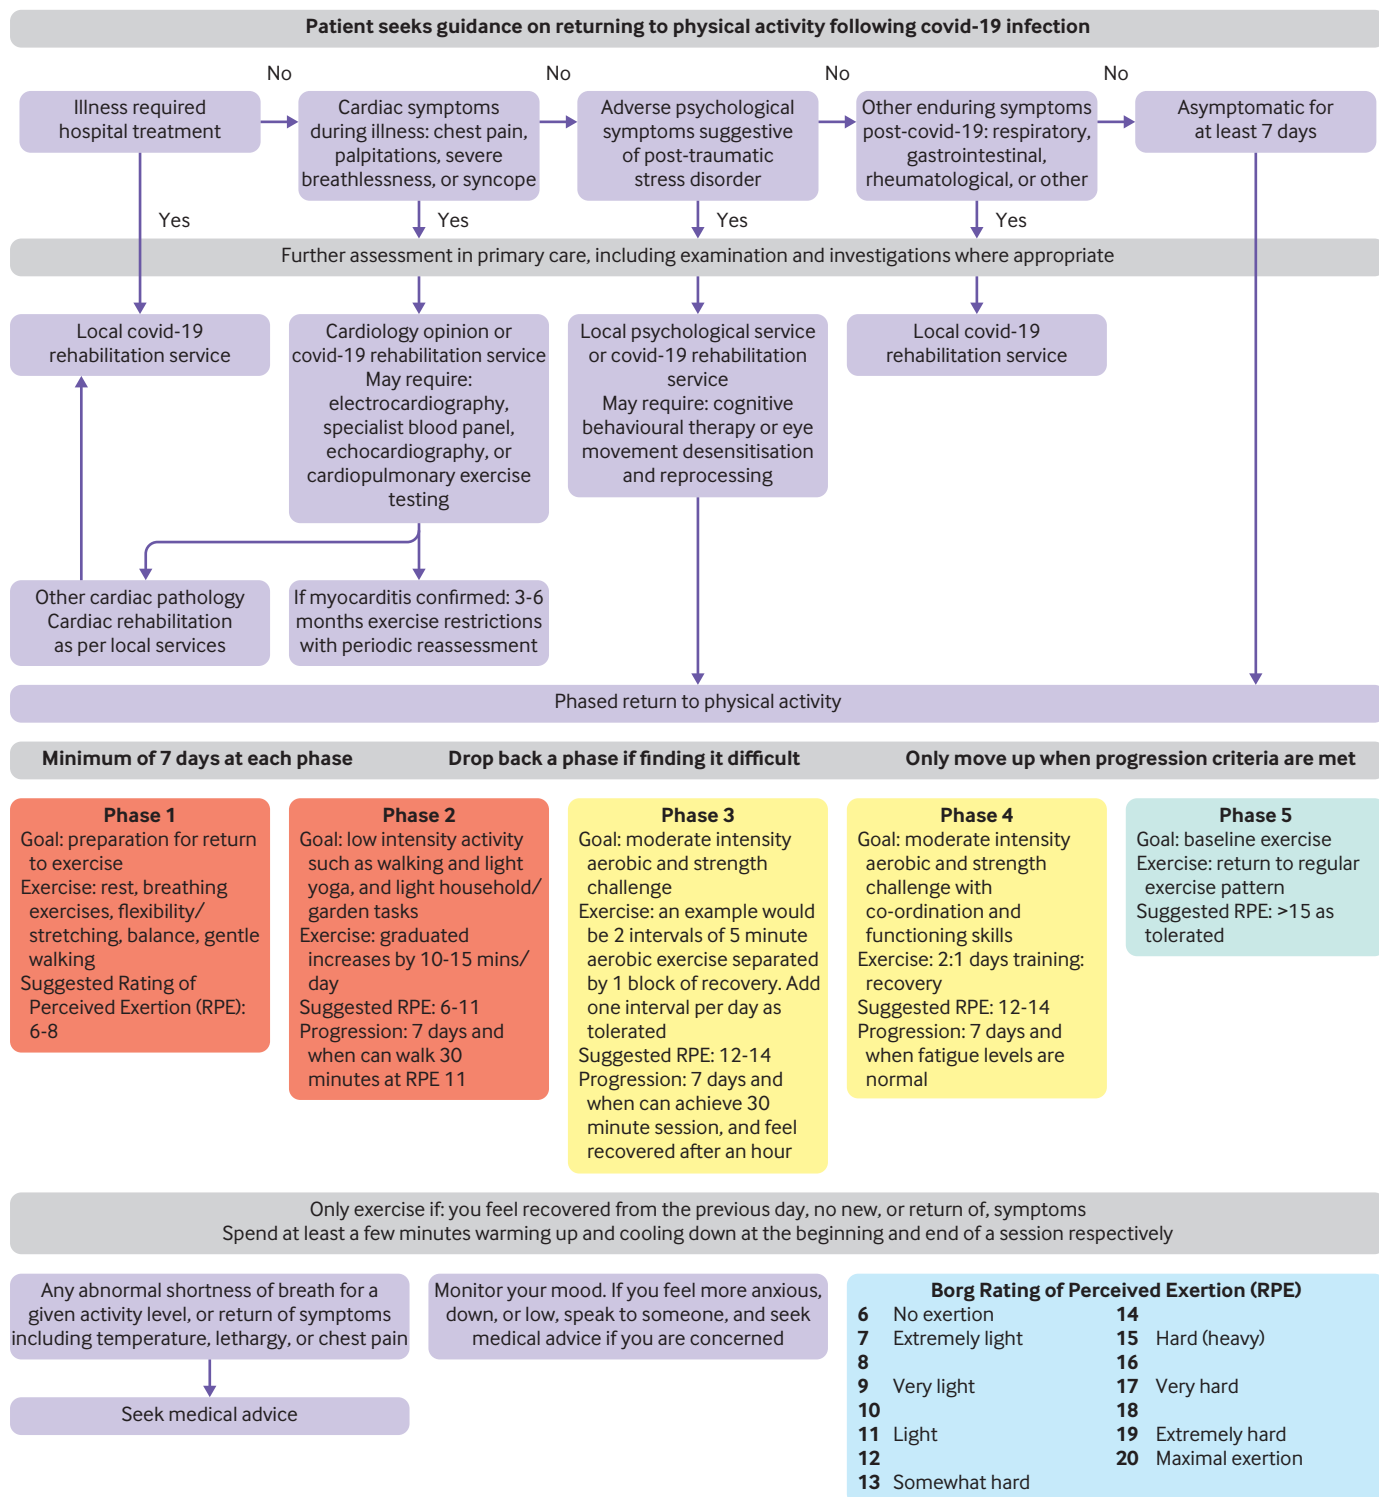 Patient seeks guidance on returning to physical activity following covid-19 infection
No
No
No
No
Illness required
hospital treatment
Cardiac symptoms
during illness: chest pain,
palpitations, severe
breathlessness, or syncope
Adverse psychological
symptoms suggestive
of post-traumatic
stress disorder
Other enduring symptoms
post-covid-19: respiratory,
gastrointestinal,
rheumatological, or other
Asymptomatic for
at least 7 days
Yes
Yes
Yes
Yes
Further assessment in primary care, including examination and investigations where appropriate
Local covid-19
rehabilitation service
Cardiology opinion or
covid-19 rehabilitation service
May require:
electrocardiography,
specialist blood panel,
echocardiography, or
cardiopulmonary exercise
testing
Local psychological service
or covid-19 rehabilitation
service
May require: cognitive
behavioural therapy or eye
movement desensitisation
and reprocessing
Local covid-19
rehabilitation service
Other cardiac pathology
Cardiac rehabilitation
as per local services
If myocarditis confirmed: 3-6
months exercise restrictions
with periodic reassessment
Phased return to physical activity
Minimum of 7 days at each phase
Drop back a phase if finding it difficult
Only move up when progression criteria are met
Phase 1
Goal: preparation for return
to exercise
Exercise: rest, breathing
exercises, flexibility/
stretching, balance, gentle
walking
Suggested Rating of
Perceived Exertion (RPE):
6-8
Phase 2
Goal: low intensity activity
such as walking and light
yoga, and light household/
garden tasks
Exercise: graduated
increases by 10-15 mins/
day
Suggested RPE: 6-11
Progression: 7 days and
when can walk 30
minutes at RPE 11
Phase 3
Goal: moderate intensity
aerobic and strength
challenge
Exercise: an example would
be 2 intervals of 5 minute
aerobic exercise separated
by 1 block of recovery. Add
one interval per day as
tolerated
Suggested RPE: 12-14
Progression: 7 days and
when can achieve 30
minute session, and feel
recovered after an hour
Phase 4
Goal: moderate intensity
aerobic and strength
challenge with
co-ordination and
functioning skills
Exercise: 2:1 days training:
recovery
Suggested RPE: 12-14
Progression: 7 days and
when fatigue levels are
normal
Phase 5
Goal: baseline exercise
Exercise: return to regular
exercise pattern
Suggested RPE: >15 as
tolerated
Only exercise if: you feel recovered from the previous day, no new, or return of, symptoms
Spend at least a few minutes warming up and cooling down at the beginning and end of a session respectively
Any abnormal shortness of breath for a
given activity level, or return of symptoms
including temperature, lethargy, or chest pain
Seek medical advice
Monitor your mood. If you feel more anxious,
down, or low, speak to someone, and seek
medical advice if you are concerned
Borg Rating of Perceived Exertion (RPE)
6 No exertion
7 Extremely light
8
9 Very light
10
11 Light
12
13 Somewhat hard
14
15 Hard (heavy)
16
17 Very hard
18
19 Extremely hard
20 Maximal exertion